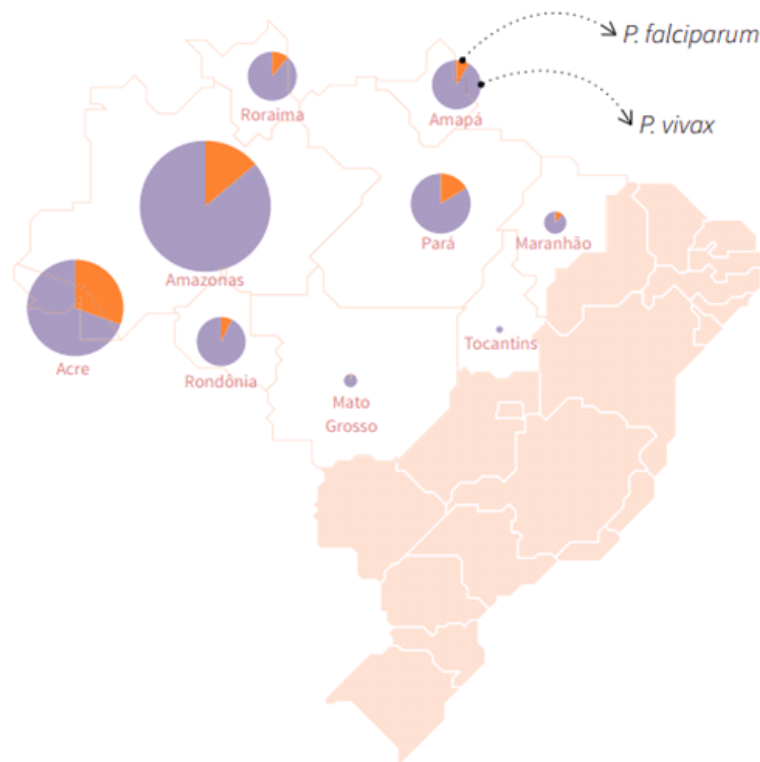 P. falciparum
P. vivax
Roraima
Amapá
Amazonas
Pará
Maranhão
Acre
Rondônia
Tocantins
Mato
Grosso